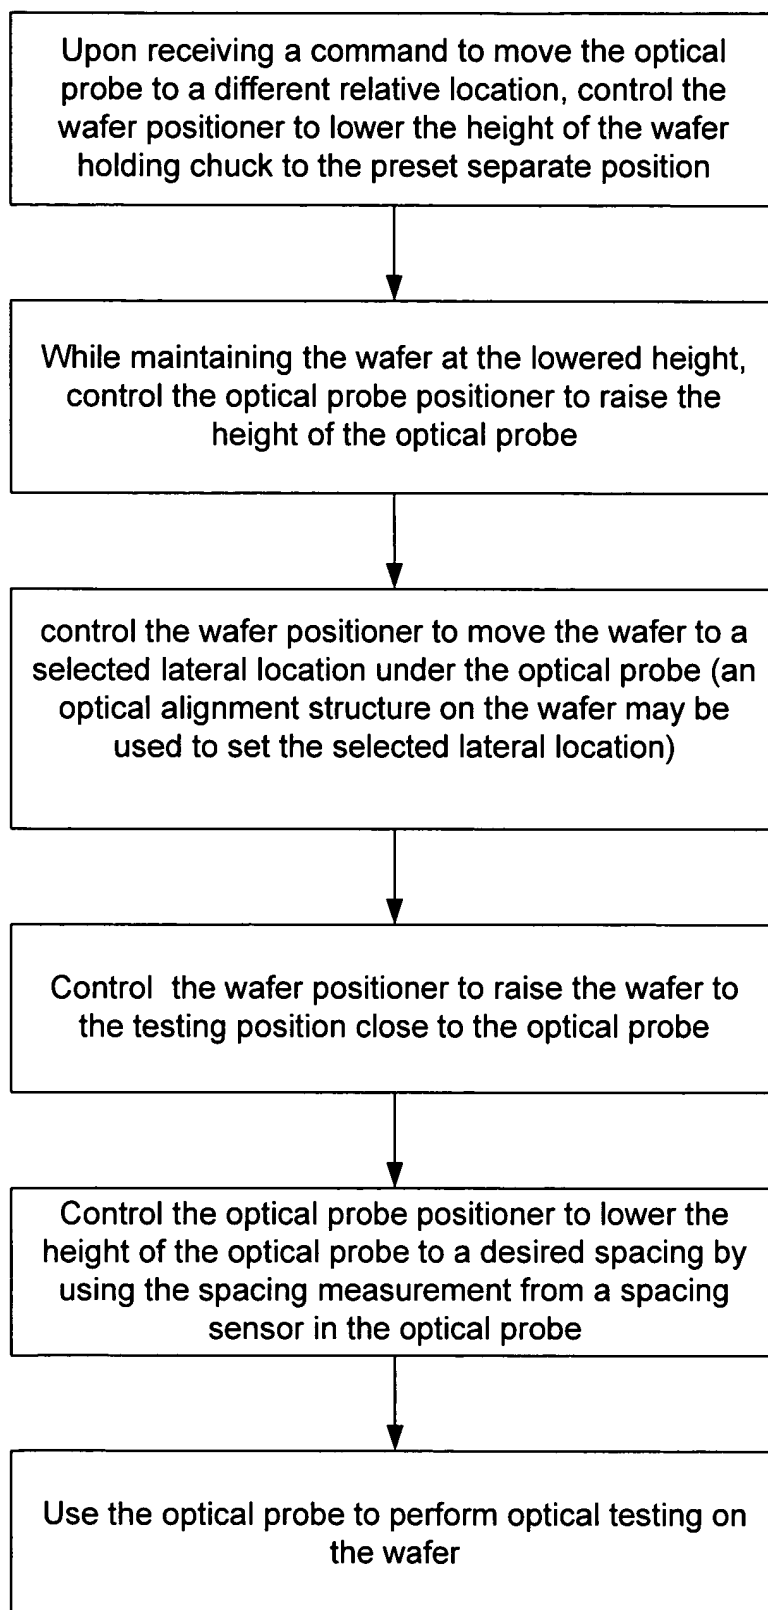 Upon receiving a command to move the optical
probe to a different relative location, control the
wafer positioner to lower the height of the wafer
holding chuck to the preset separate position
While maintaining the wafer at the lowered height,
control the optical probe positioner to raise the
height of the optical probe
control the wafer positioner to move the wafer to a
selected lateral location under the optical probe (an
optical alignment structure on the wafer may be
used to set the selected lateral location)
Control  the wafer positioner to raise the wafer to
the testing position close to the optical probe
Control the optical probe positioner to lower the
height of the optical probe to a desired spacing by
using the spacing measurement from a spacing
sensor in the optical probe
Use the optical probe to perform optical testing on
the wafer